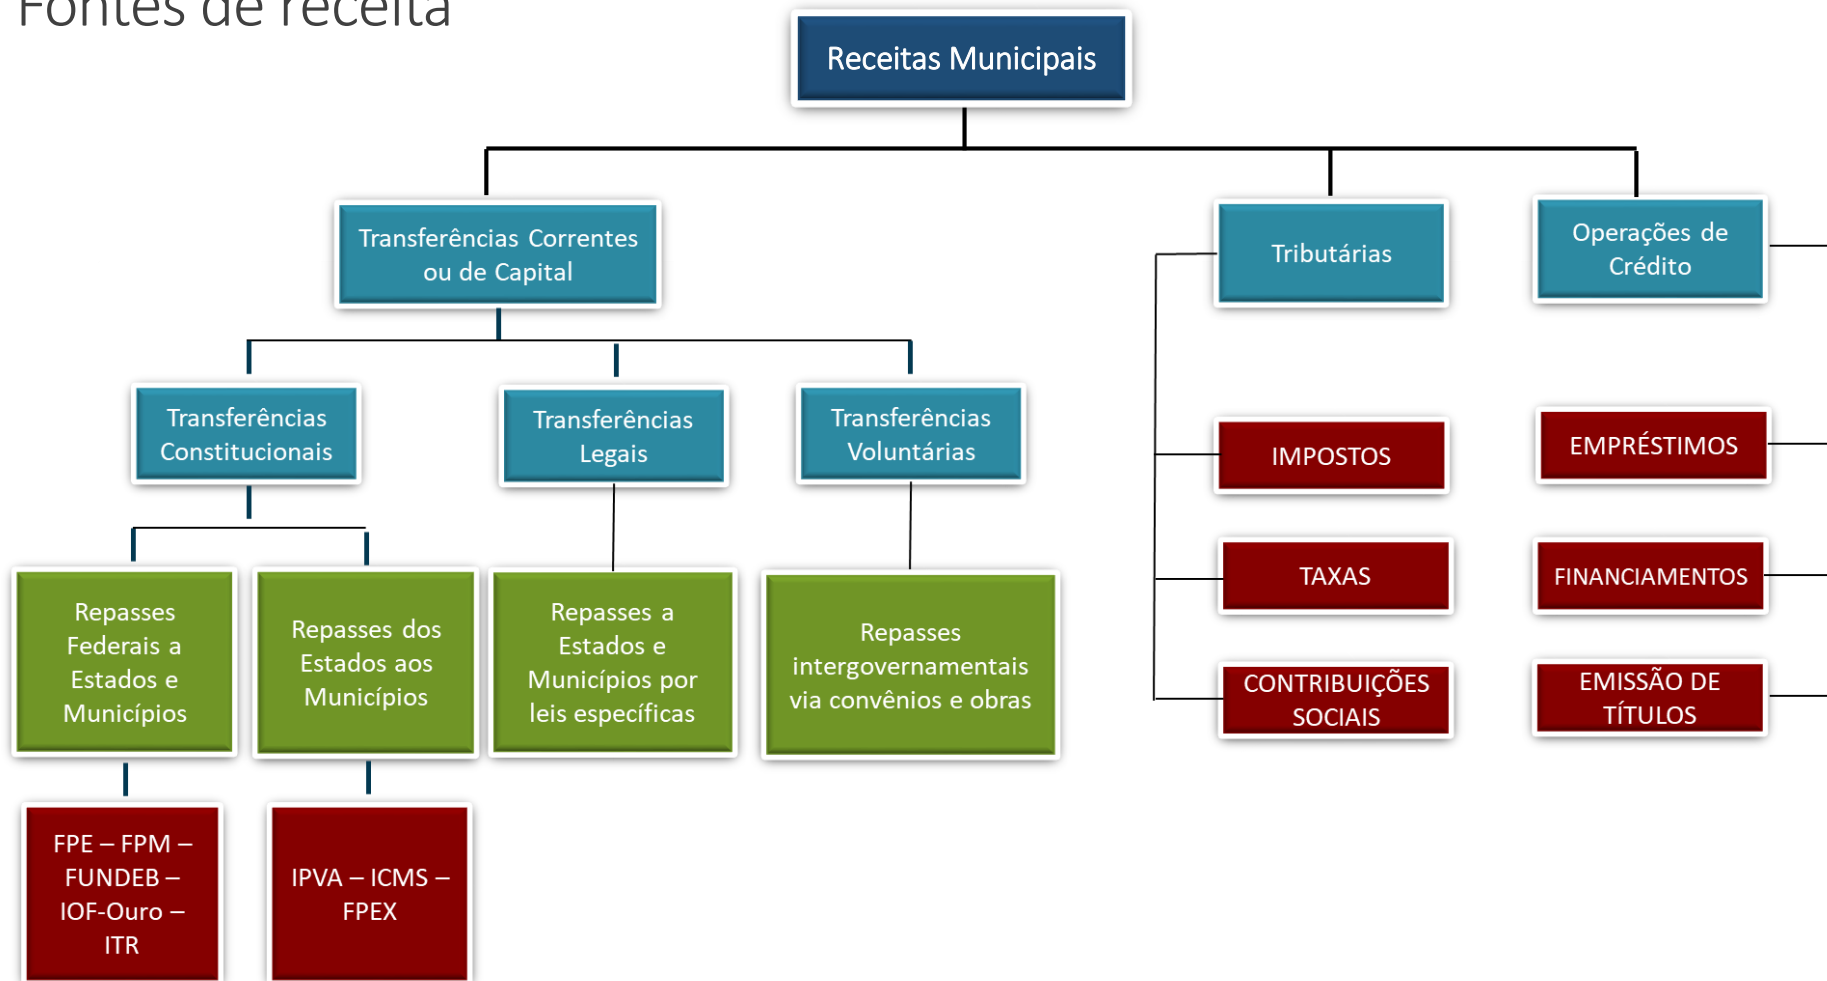 Fontes de receita
Receitas Municipais
Transferências Correntes
ou de Capital
Tributárias
Operações de
Crédito
Transferências
Constitucionais
Transferências
Legais
Transferências
Voluntárias
IMPOSTOS
EMPRÉSTIMOS
TAXAS
FINANCIAMENTOS
CONTRIBUIÇÕES
SOCIAIS
EMISSÃO DE
TÍTULOS
Repasses
Federais a
Estados e
Municípios
Repasses dos
Estados aos
Municípios
Repasses a
Estados e
Municípios por
leis específicas
Repasses
intergovernamentais
via convênios e obras
FPE – FPM –
FUNDEB –
IOF-Ouro –
ITR
IPVA – ICMS –
FPEX